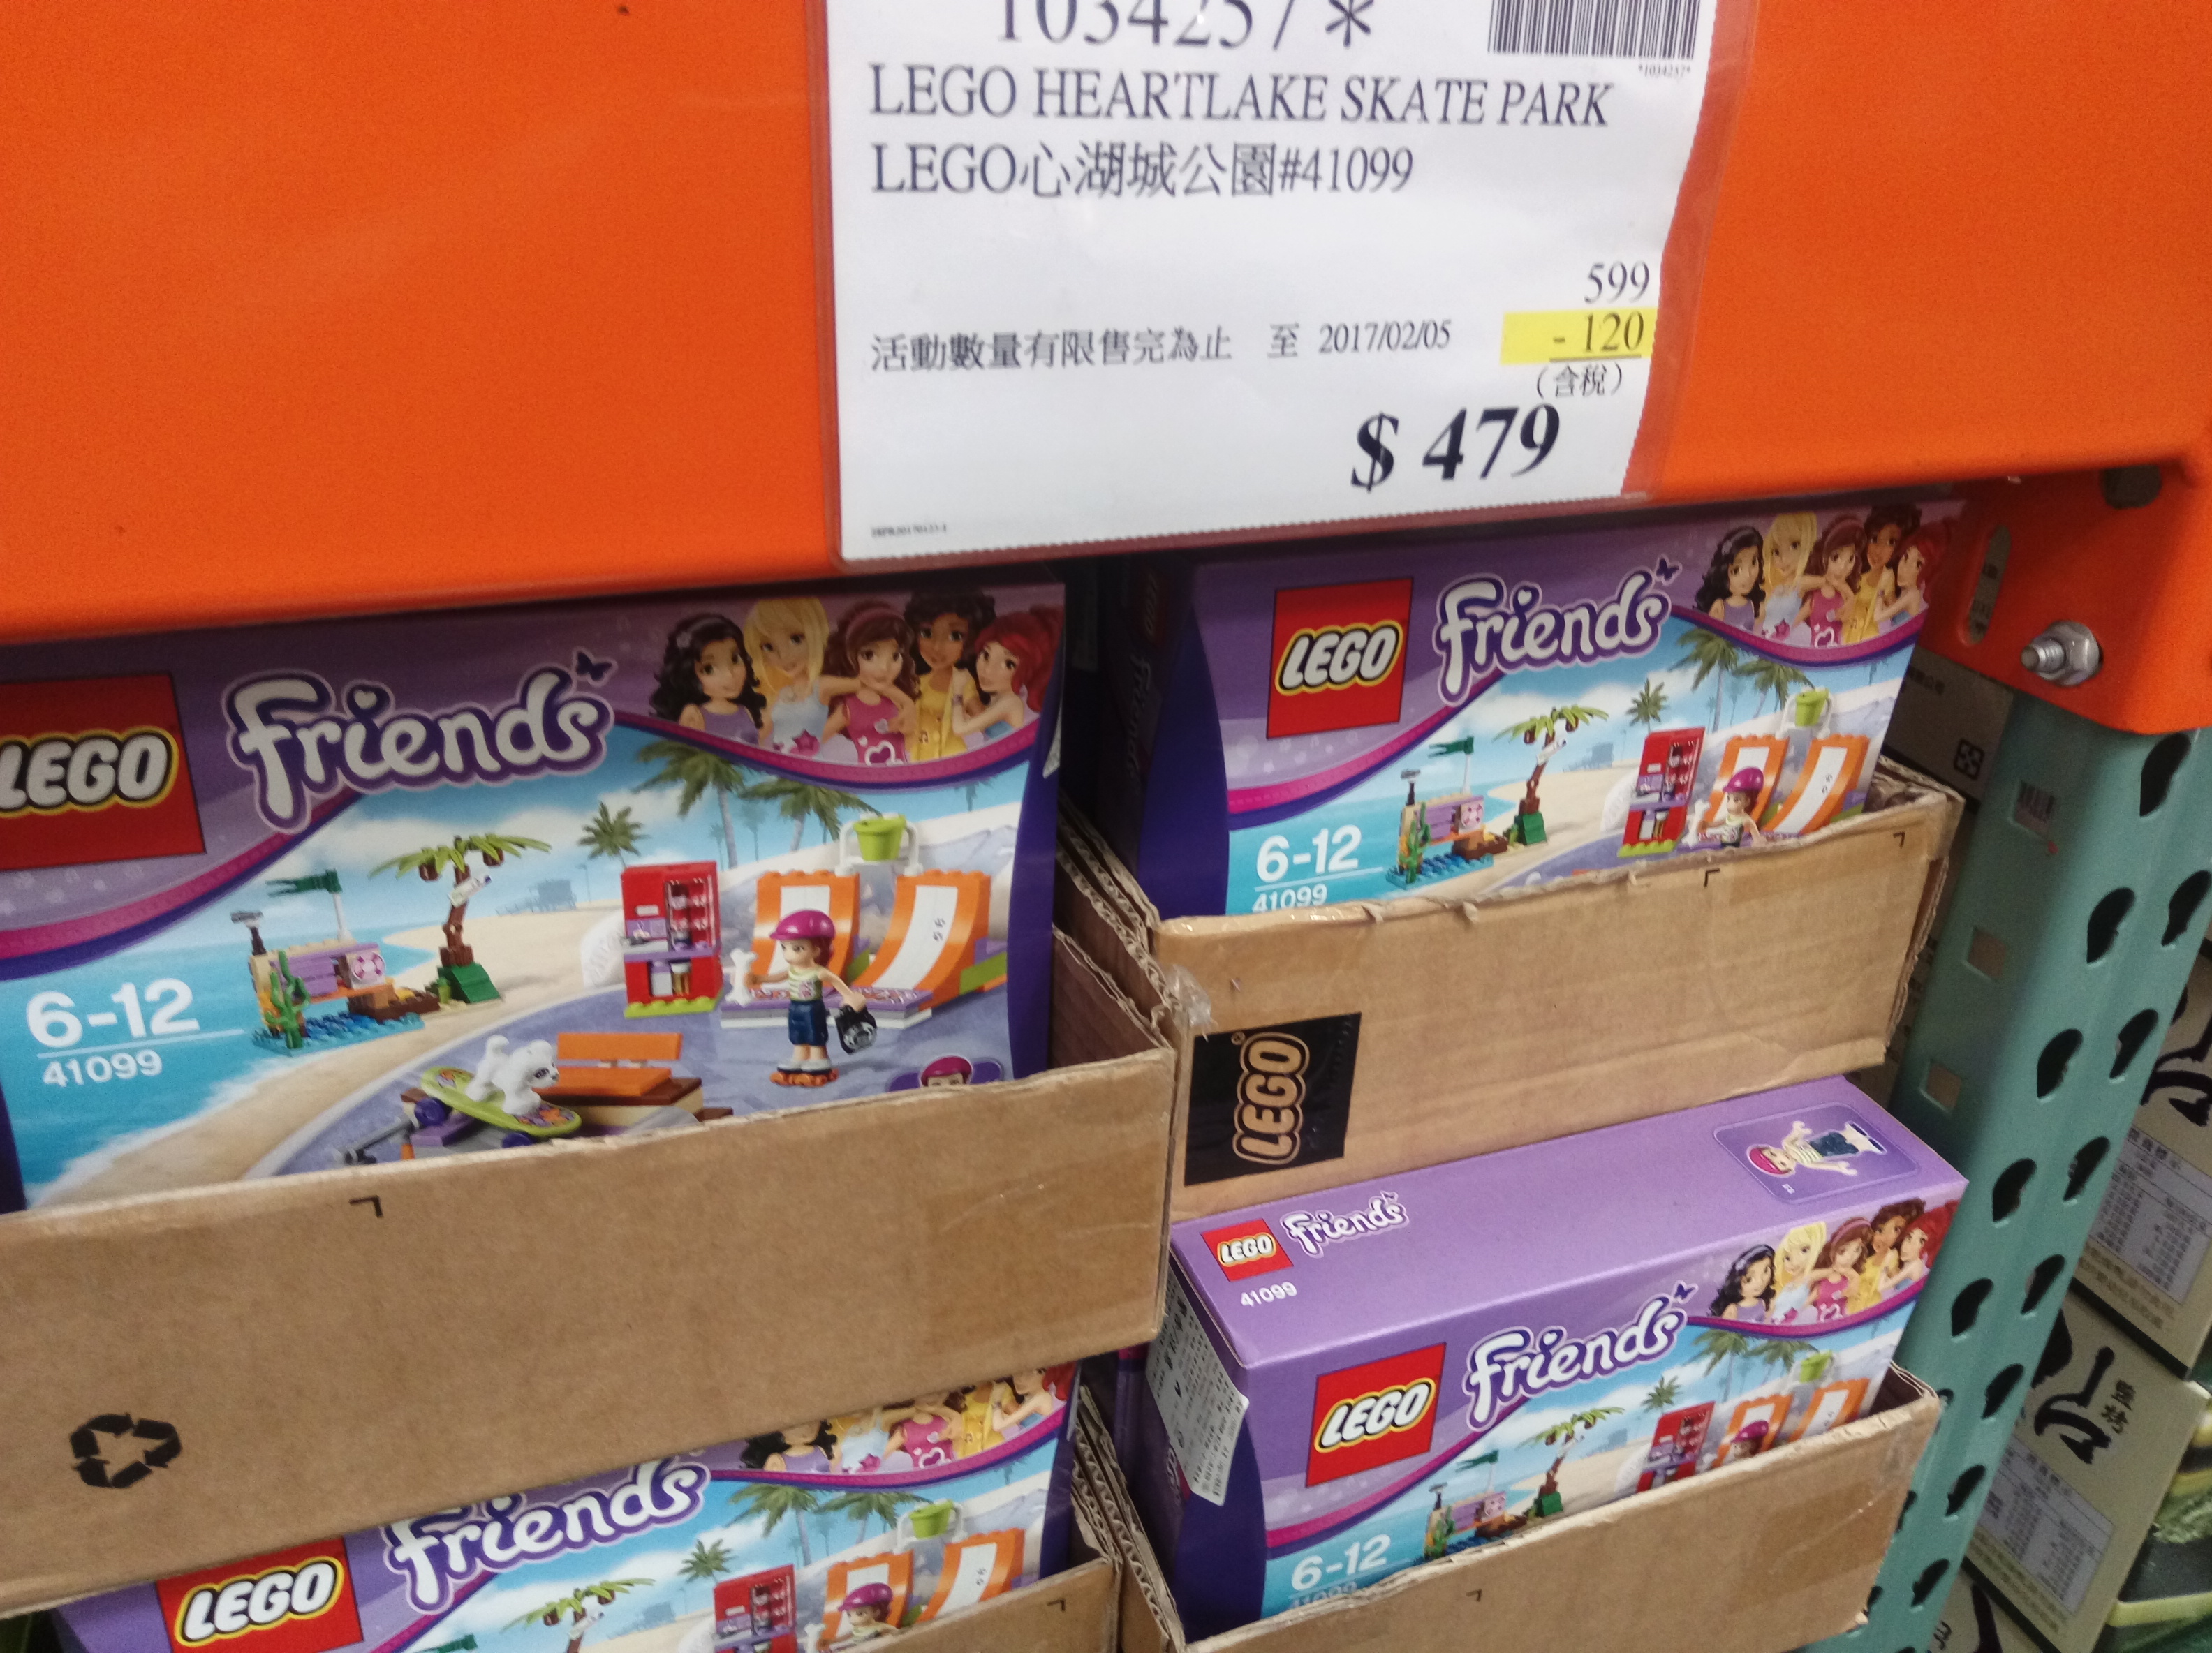 1034257*
*1034257*
LEGO HEARTLAKE SKATE PARK
LEGO心湖城公園#41099
599
活動數量有限售完為止 至 2017/02/05 - 120
(含稅)
$ 479
LEGO Friends
6-12
41099
LEGO Friends
6-12
41099
LEGO
LEGO Friends
41099
LEGO Friends
6-12
41099
LEGO Friends